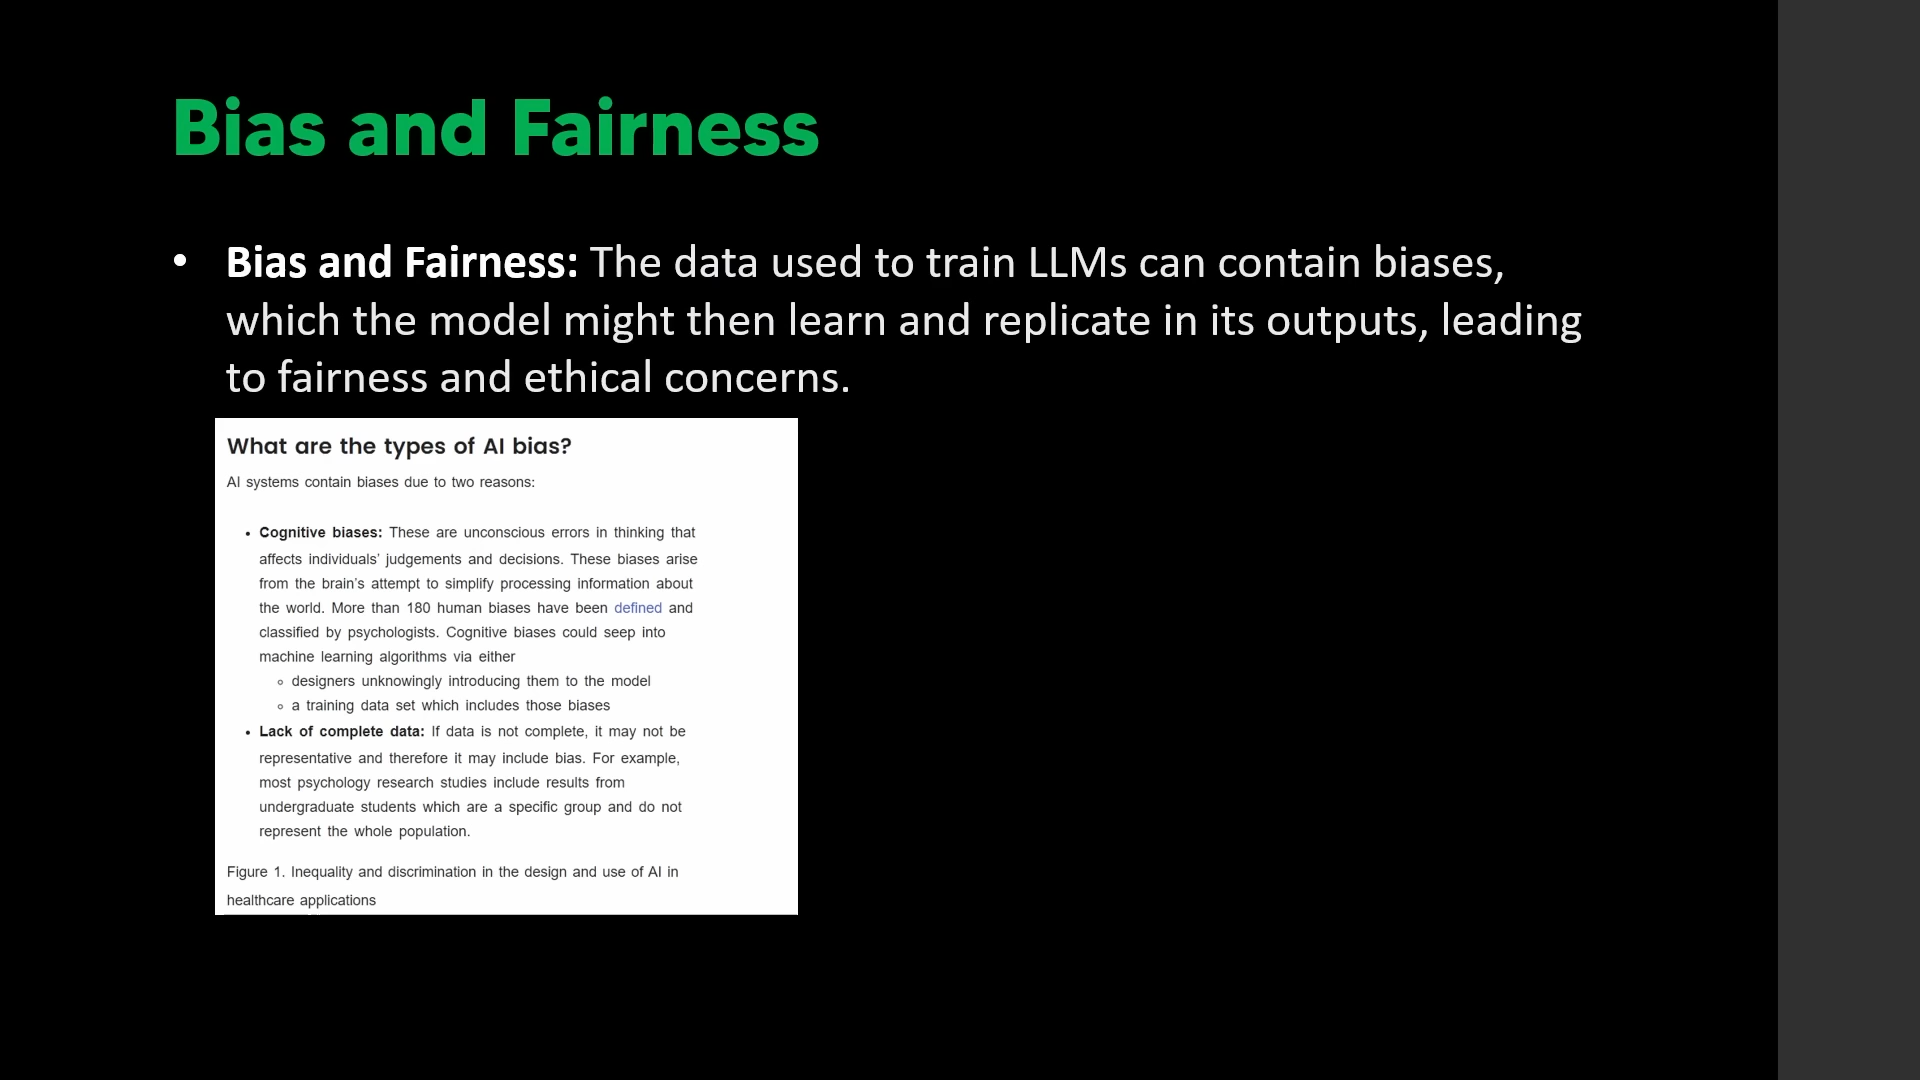 Bias and Fairness
• Bias and Fairness: The data used to train LLMs can contain biases,
which the model might then learn and replicate in its outputs, leading
to fairness and ethical concerns.
What are the types of AI bias?
AI systems contain biases due to two reasons:
• Cognitive biases: These are unconscious errors in thinking that
affects individuals’ judgements and decisions. These biases arise
from the brain’s attempt to simplify processing information about
the world. More than 180 human biases have been defined and
classified by psychologists. Cognitive biases could seep into
machine learning algorithms via either
◦ designers unknowingly introducing them to the model
◦ a training data set which includes those biases
• Lack of complete data: If data is not complete, it may not be
representative and therefore it may include bias. For example,
most psychology research studies include results from
undergraduate students which are a specific group and do not
represent the whole population.
Figure 1. Inequality and discrimination in the design and use of AI in
healthcare applications